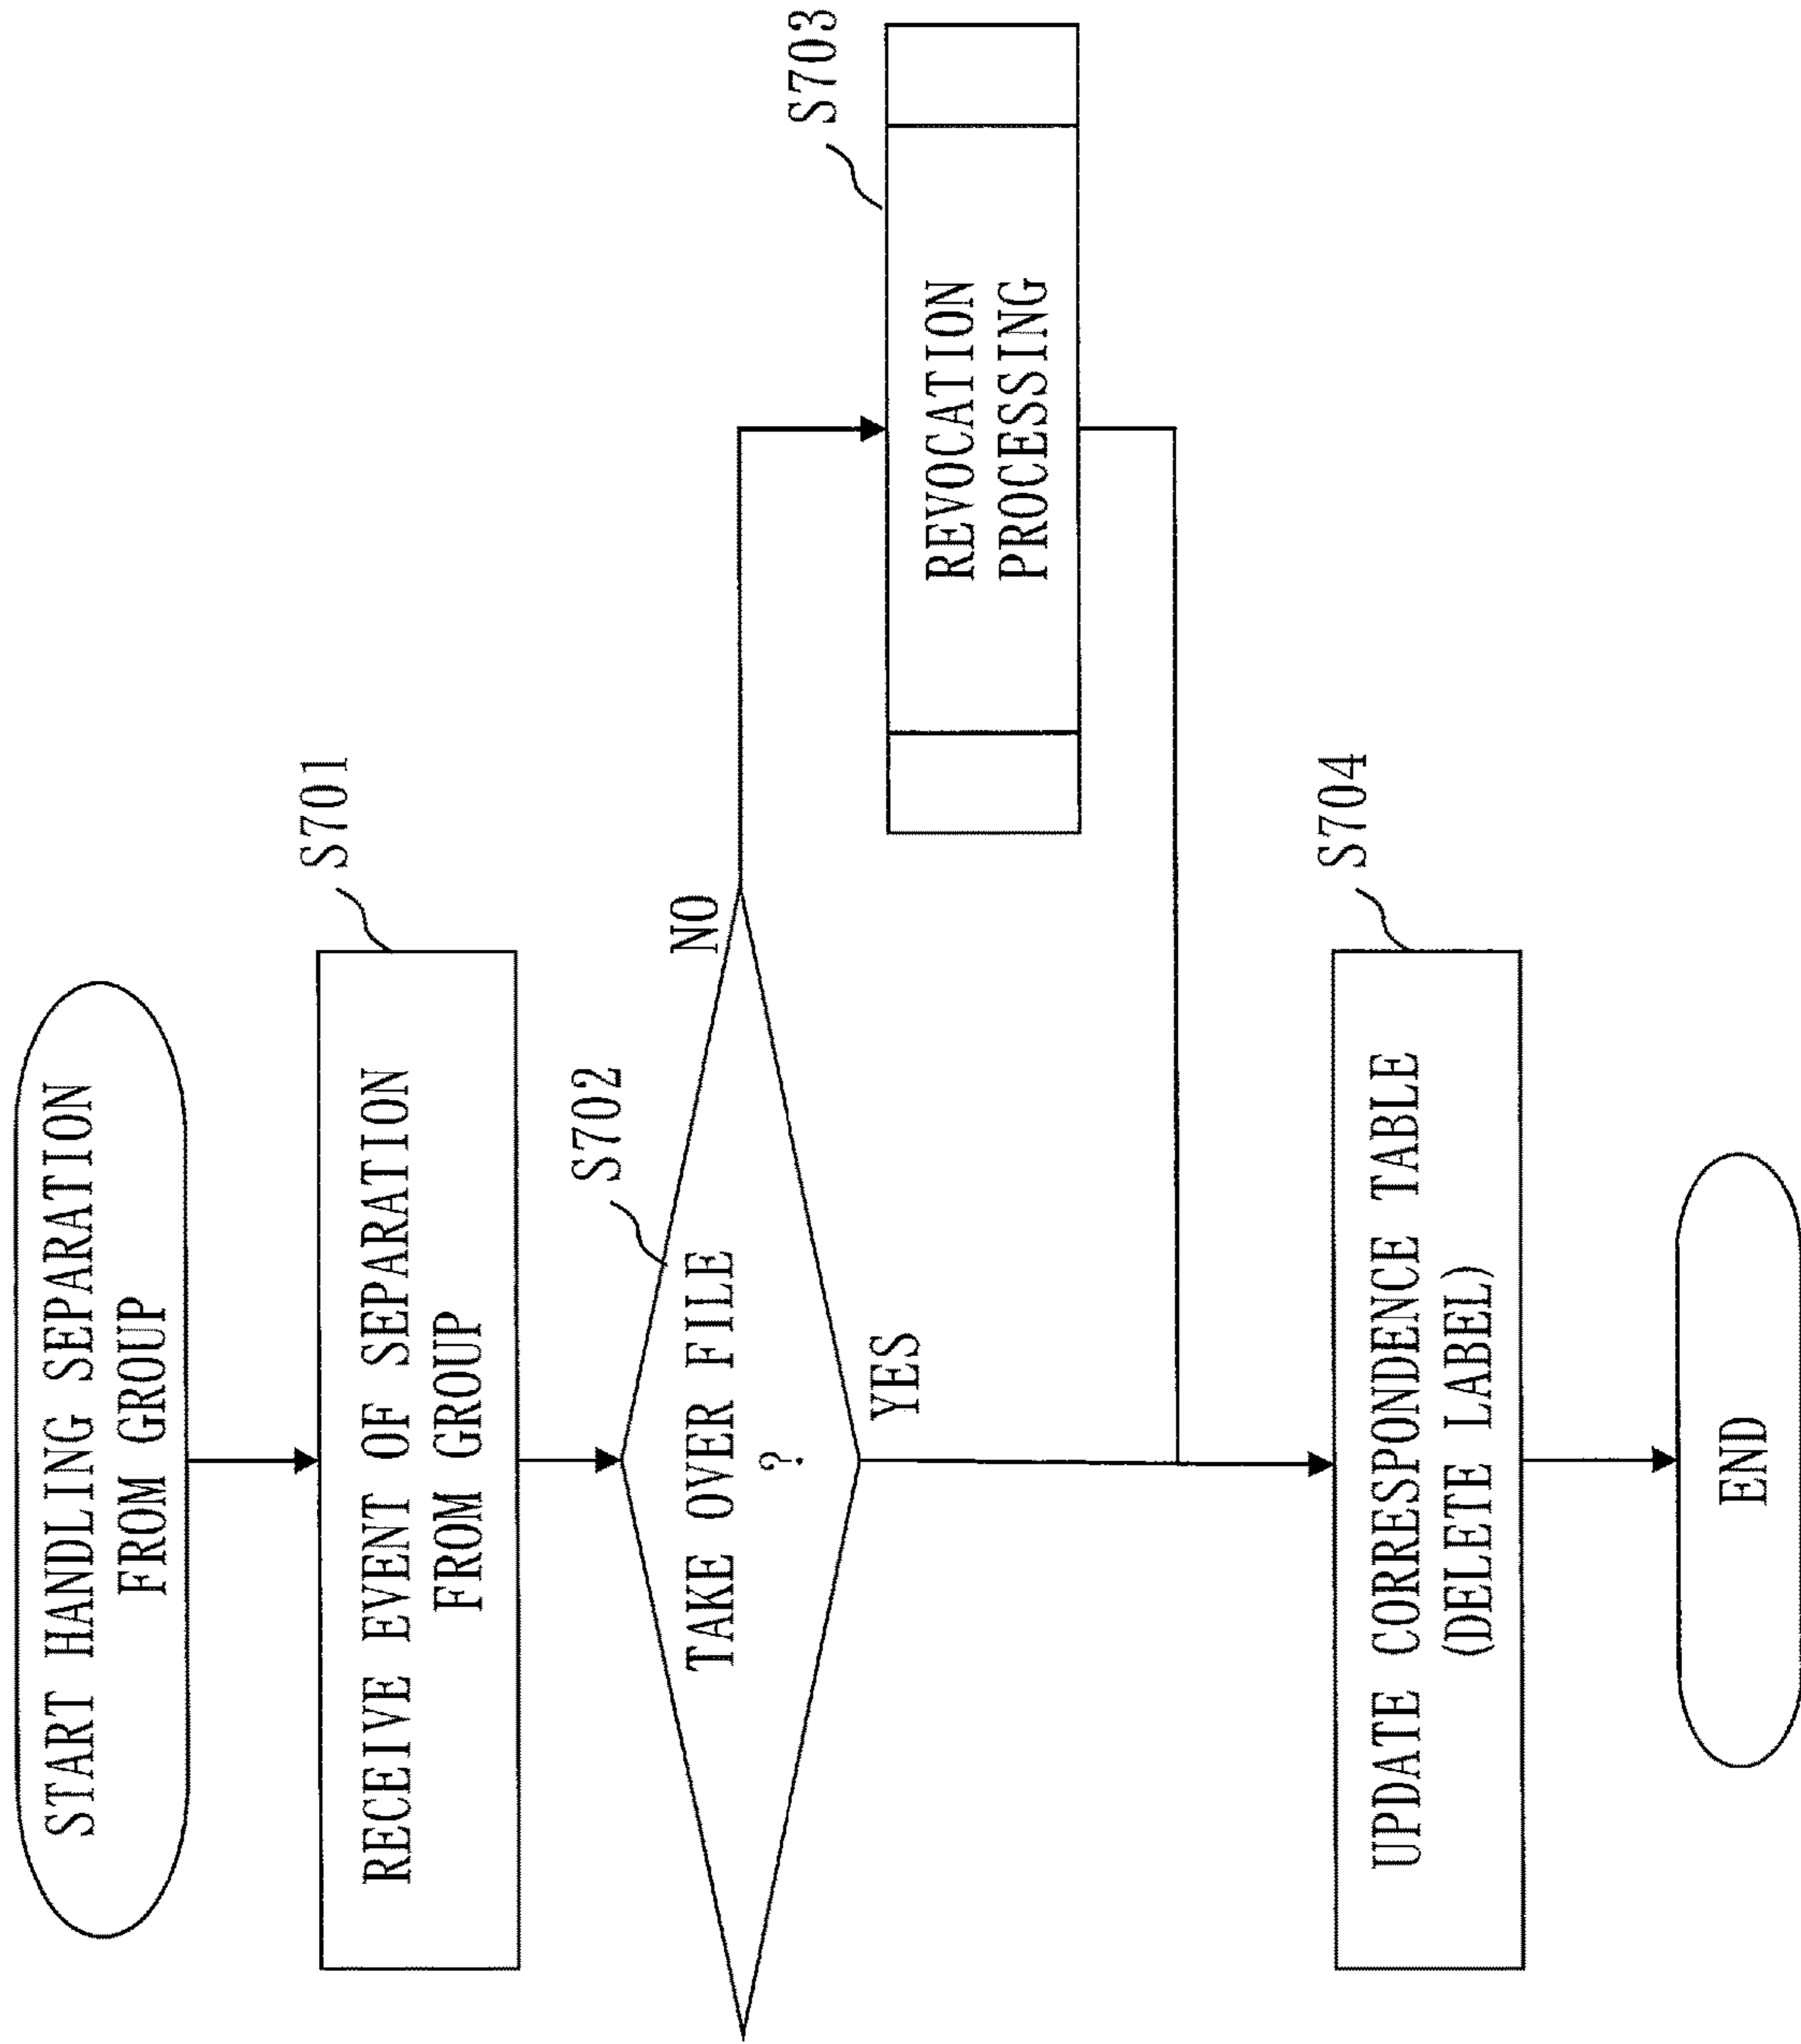 START HANDLING SEPARATION
FROM GROUP
S701
RECEIVE EVENT OF SEPARATION
FROM GROUP
S702
TAKE OVER FILE
?
NO
YES
S703
REVOCATION
PROCESSING
S704
UPDATE CORRESPONDENCE TABLE
(DELETE LABEL)
END